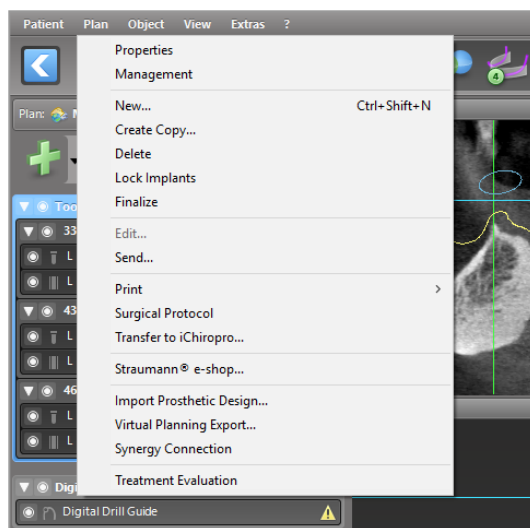 Patient Plan Object View Extras ?
Properties
Management
New... Ctrl+Shift+N
Create Copy...
Delete
Lock Implants
Finalize
Edit...
Send...
Print
Surgical Protocol
Transfer to iChiropro...
Straumann® e-shop...
Import Prosthetic Design...
Virtual Planning Export...
Synergy Connection
Treatment Evaluation
4
Plan:
33
L
L
43
L
L
46
L
L
Digital Drill Guide